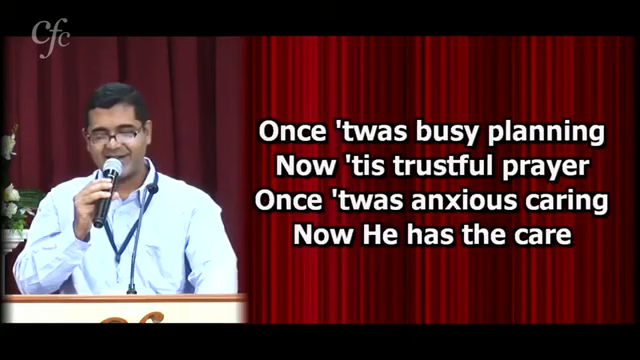 cfc
Once 'twas busy planning
Now 'tis trustful prayer
Once 'twas anxious caring
Now He has the care